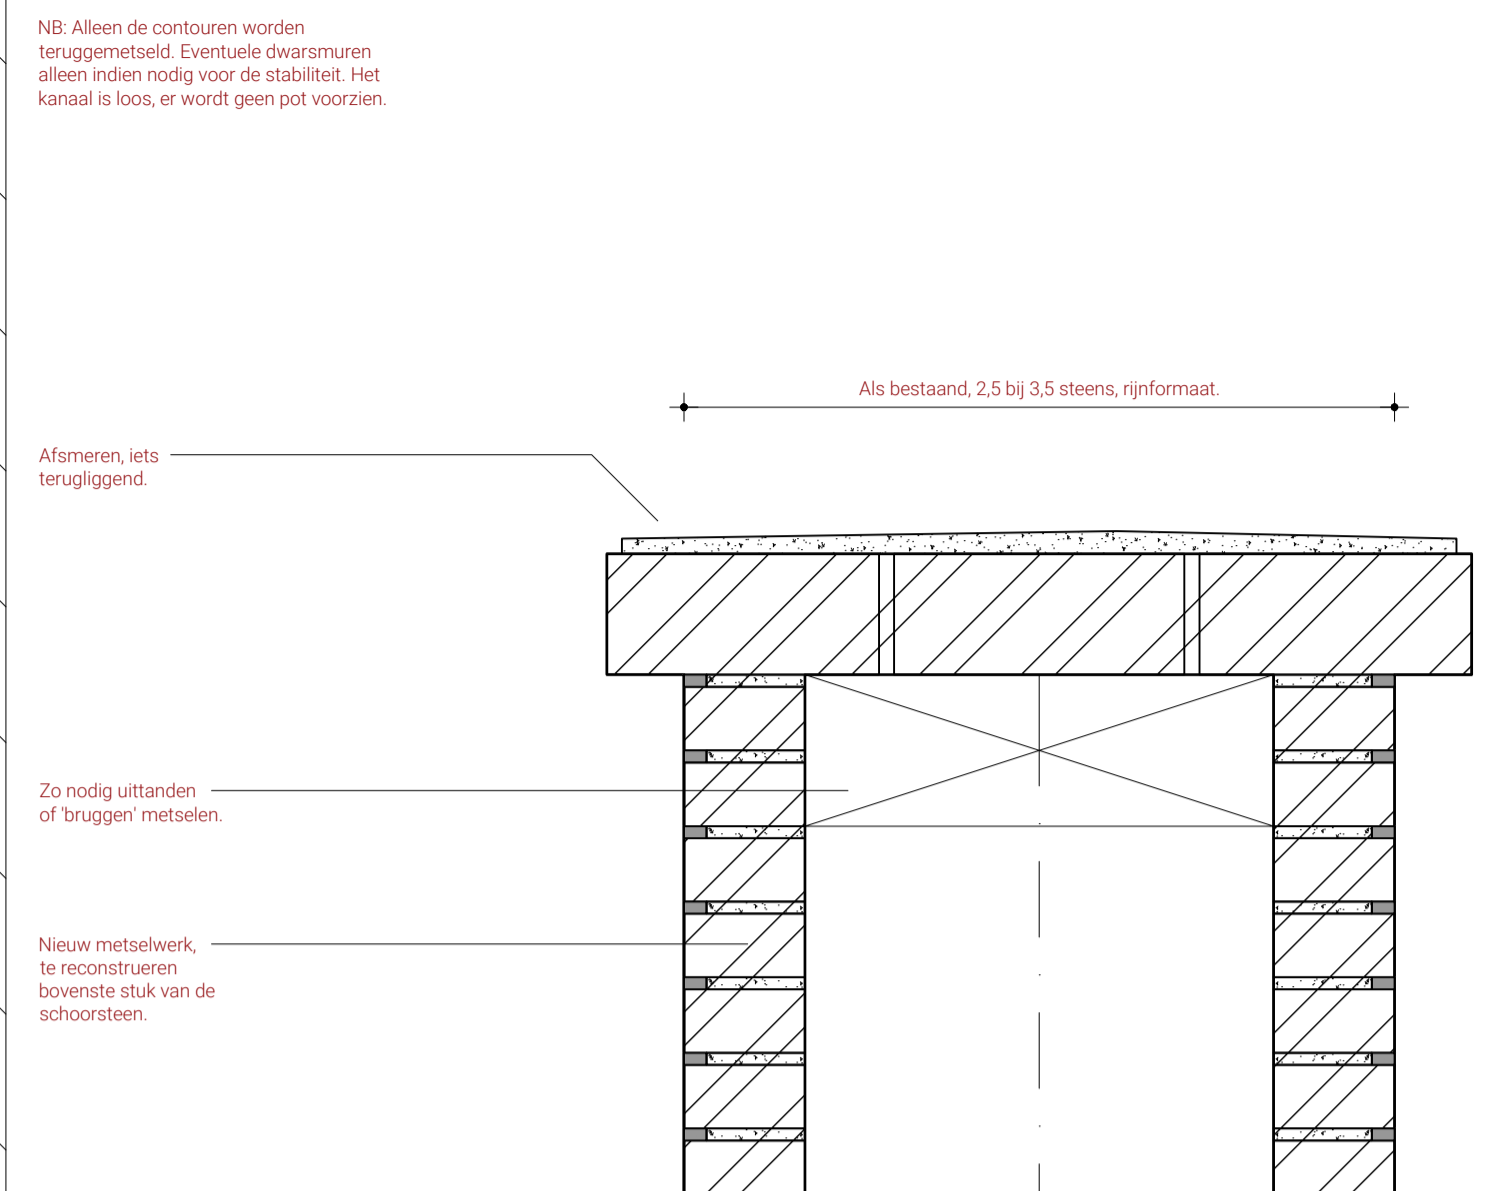 NB: Alleen de contouren worden
teruggemetseld. Eventuele dwarsmuren
alleen indien nodig voor de stabiliteit. Het
kanaal is loos, er wordt geen pot voorzien.
Als bestaand, 2,5 bij 3,5 steens, rijnformaat.
Afsmeren, iets
terugliggend.
Zo nodig uittanden
of 'bruggen' metselen.
Nieuw metselwerk,
te reconstrueren
bovenste stuk van de
schoorsteen.